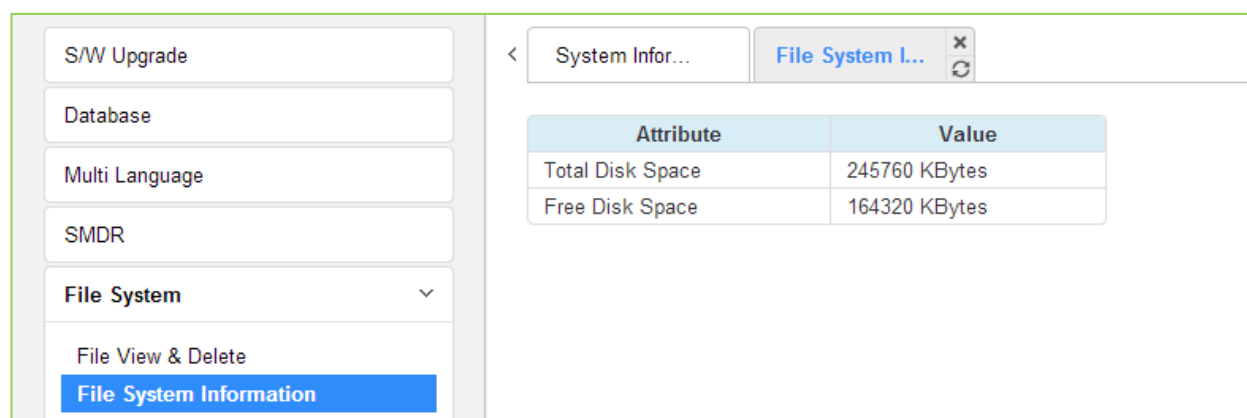 S/W Upgrade
Database
Multi Language
SMDR
File System
File View & Delete
File System Information
System Infor...
File System I...
Attribute Value
Total Disk Space 245760 KBytes
Free Disk Space 164320 KBytes